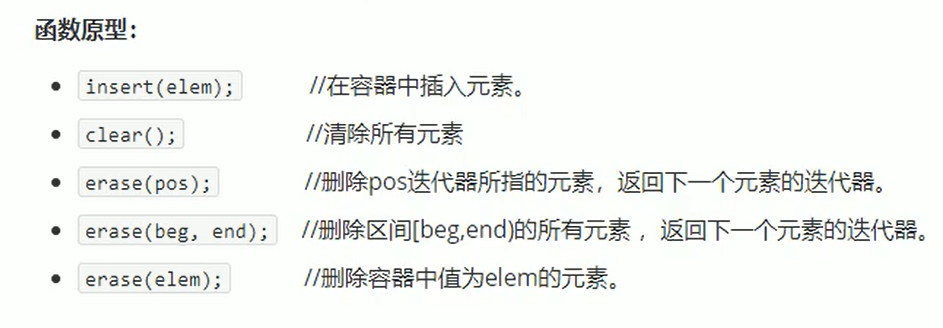 函数原型：
insert(elem); //在容器中插入元素。
clear(); //清除所有元素
erase(pos); //删除pos迭代器所指的元素，返回下一个元素的迭代器。
erase(beg, end); //删除区间[beg,end)的所有元素 ，返回下一个元素的迭代器。
erase(elem); //删除容器中值为elem的元素。